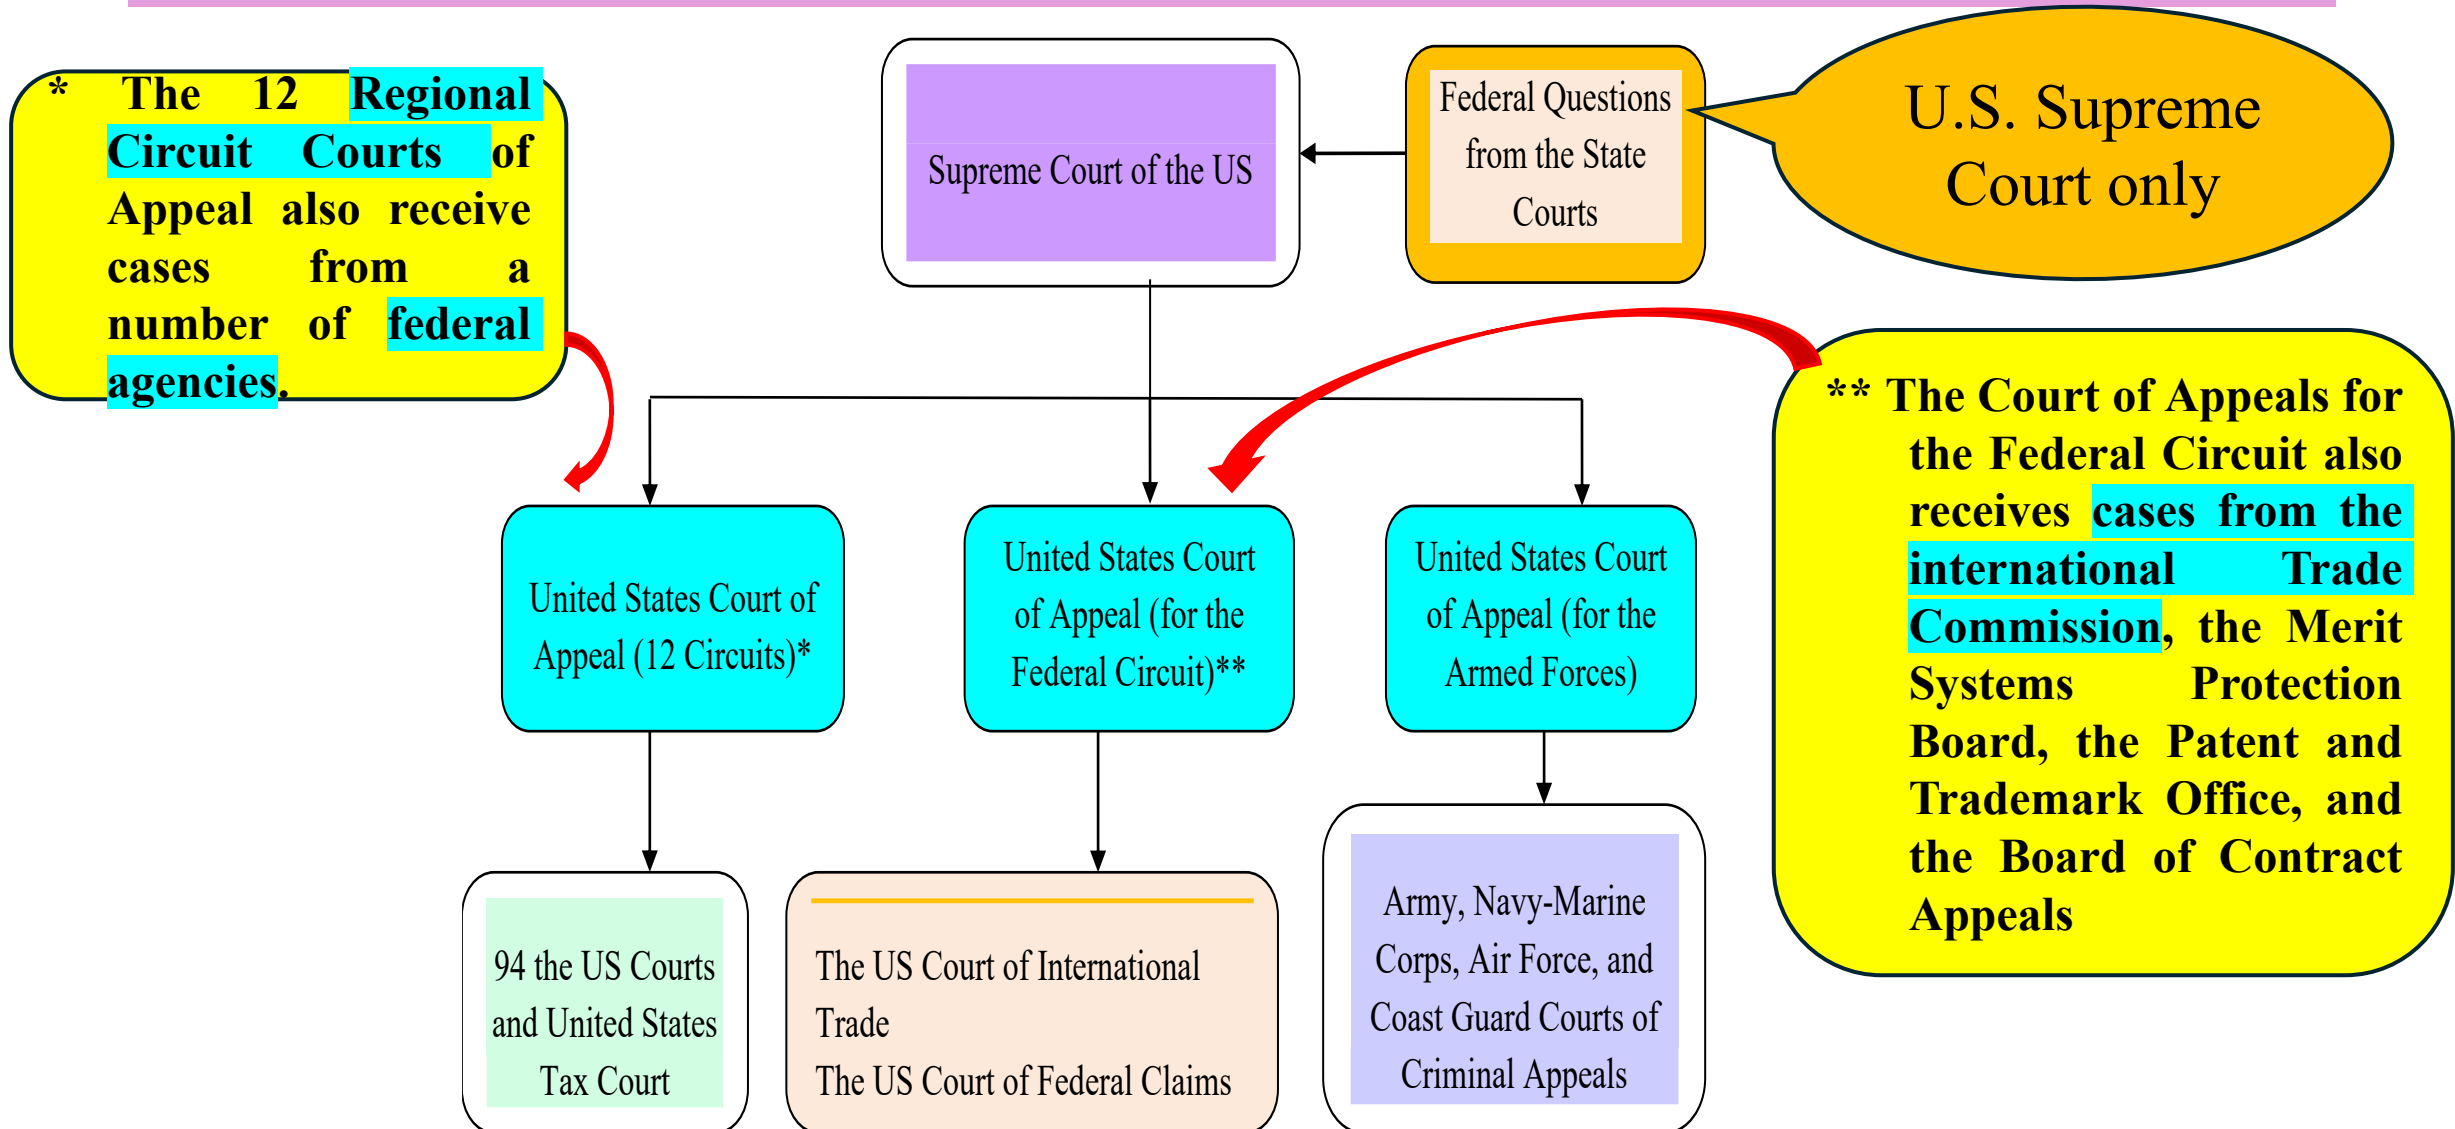 * The 12 Regional
Circuit Courts of
Appeal also receive
cases from a
number of federal
agencies.
Supreme Court of the US
Federal Questions
from the State
Courts
U.S. Supreme
Court only
** The Court of Appeals for
the Federal Circuit also
receives cases from the
international Trade
Commission, the Merit
Systems Protection
Board, the Patent and
Trademark Office, and
the Board of Contract
Appeals
United States Court of
Appeal (12 Circuits)*
United States Court
of Appeal (for the
Federal Circuit)**
United States Court
of Appeal (for the
Armed Forces)
94 the US Courts
and United States
Tax Court
The US Court of International
Trade
The US Court of Federal Claims
Army, Navy-Marine
Corps, Air Force, and
Coast Guard Courts of
Criminal Appeals